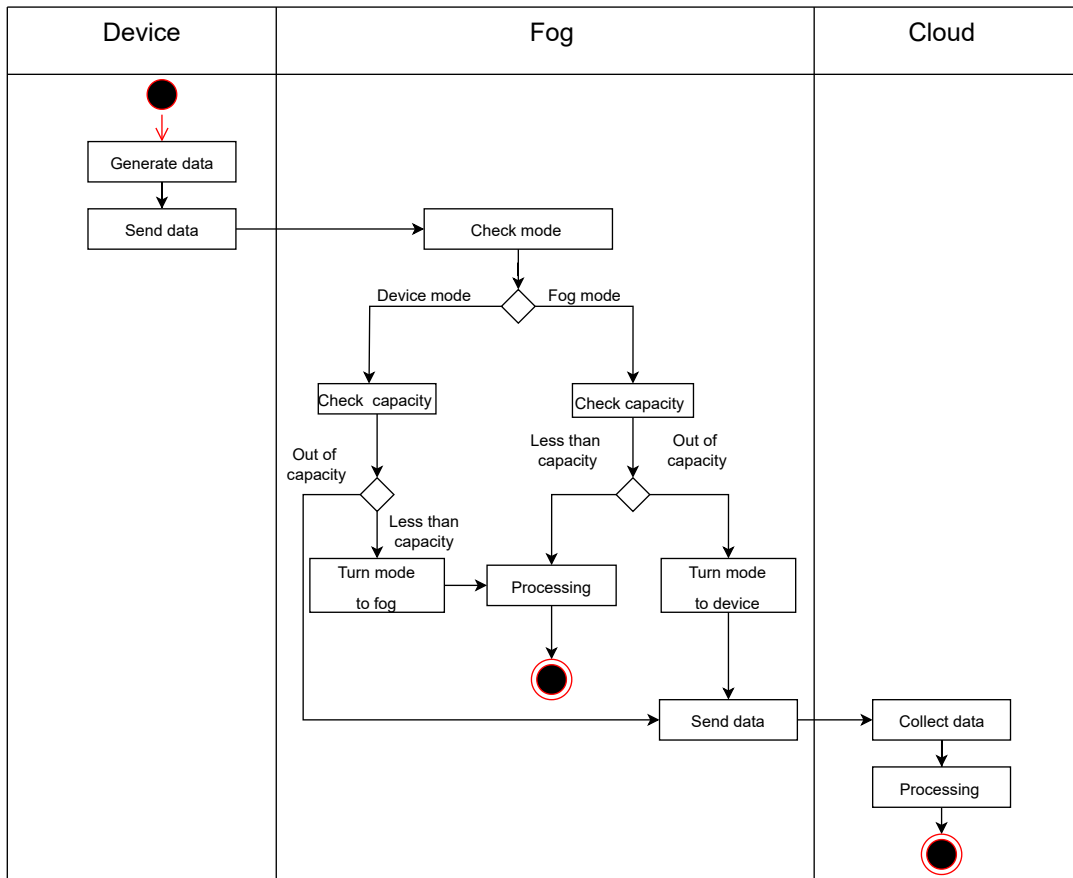 Device
Fog
Cloud
Generate data
Send data
Check mode
Device mode
Fog mode
Check capacity
Check capacity
Out of
capacity
Less than
capacity
Less than
capacity
Out of
capacity
Turn mode
to fog
Processing
Turn mode
to device
Send data
Collect data
Processing